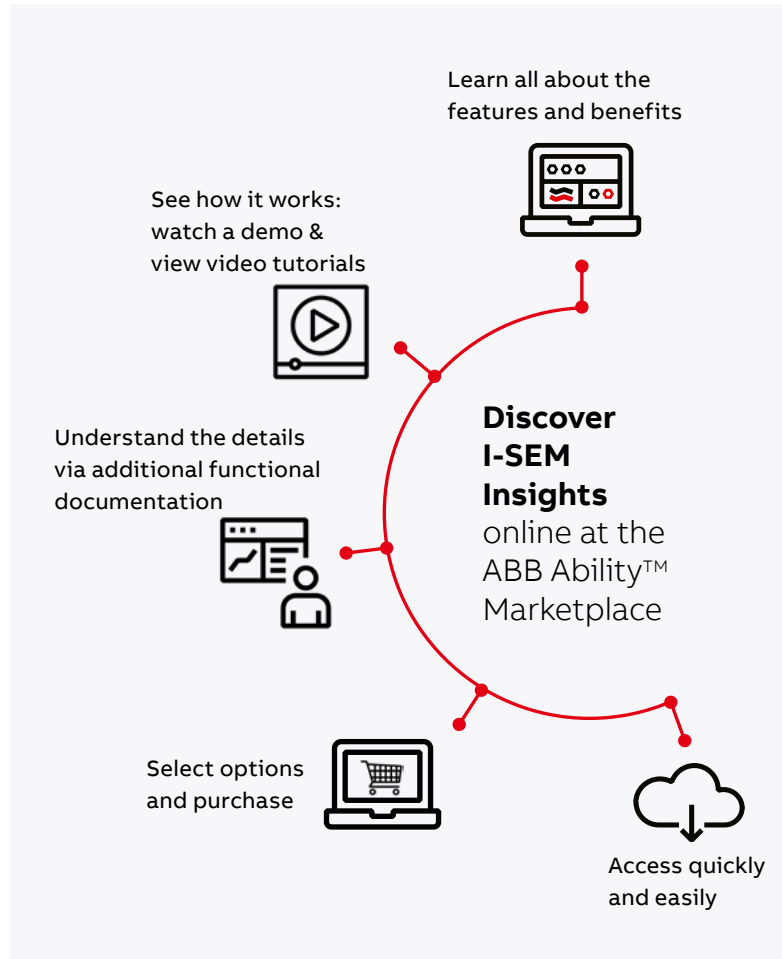 Learn all about the
features and benefits
See how it works:
watch a demo &
view video tutorials
Understand the details
via additional functional
documentation
Discover
I-SEM
Insights
online at the
ABB Ability™
Marketplace
Select options
and purchase
Access quickly
and easily